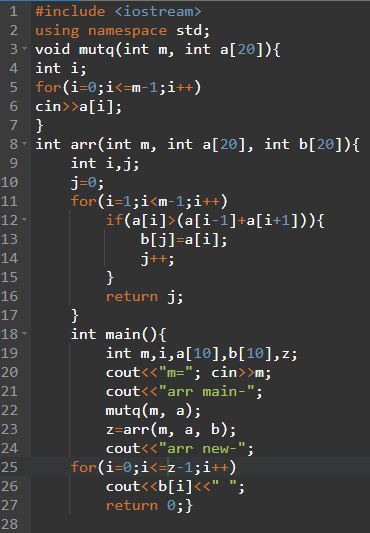 1 #include <iostream>
2 using namespace std;
3 void mutq(int m, int a[20]){
4 int i;
5 for(i=0;i<=m-1;i++)
6 cin>>a[i];
7 }
8 int arr(int m, int a[20], int b[20]){
9     int i,j;
10     j=0;
11     for(i=1;i<m-1;i++)
12         if(a[i]>(a[i-1]+a[i+1])){
13             b[j]=a[i];
14             j++;
15         }
16         return j;
17     }
18     int main(){
19         int m,i,a[10],b[10],z;
20         cout<<"m="; cin>>m;
21         cout<<"arr main-";
22         mutq(m, a);
23         z=arr(m, a, b);
24         cout<<"arr new-";
25     for(i=0;i<=z-1;i++)
26         cout<<b[i]<<" ";
27         return 0;}
28